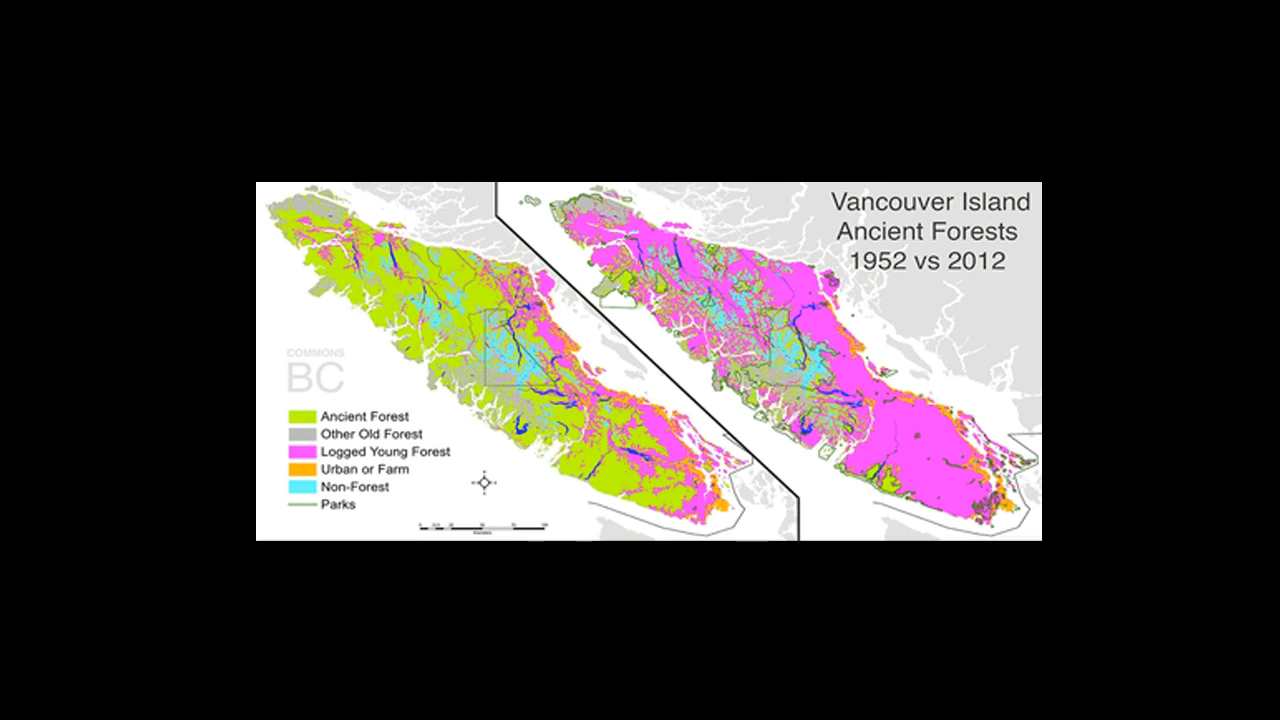 Vancouver Island
Ancient Forests
1952 vs 2012
COMMONS
BC
Ancient Forest
Other Old Forest
Logged Young Forest
Urban or Farm
Non-Forest
Parks